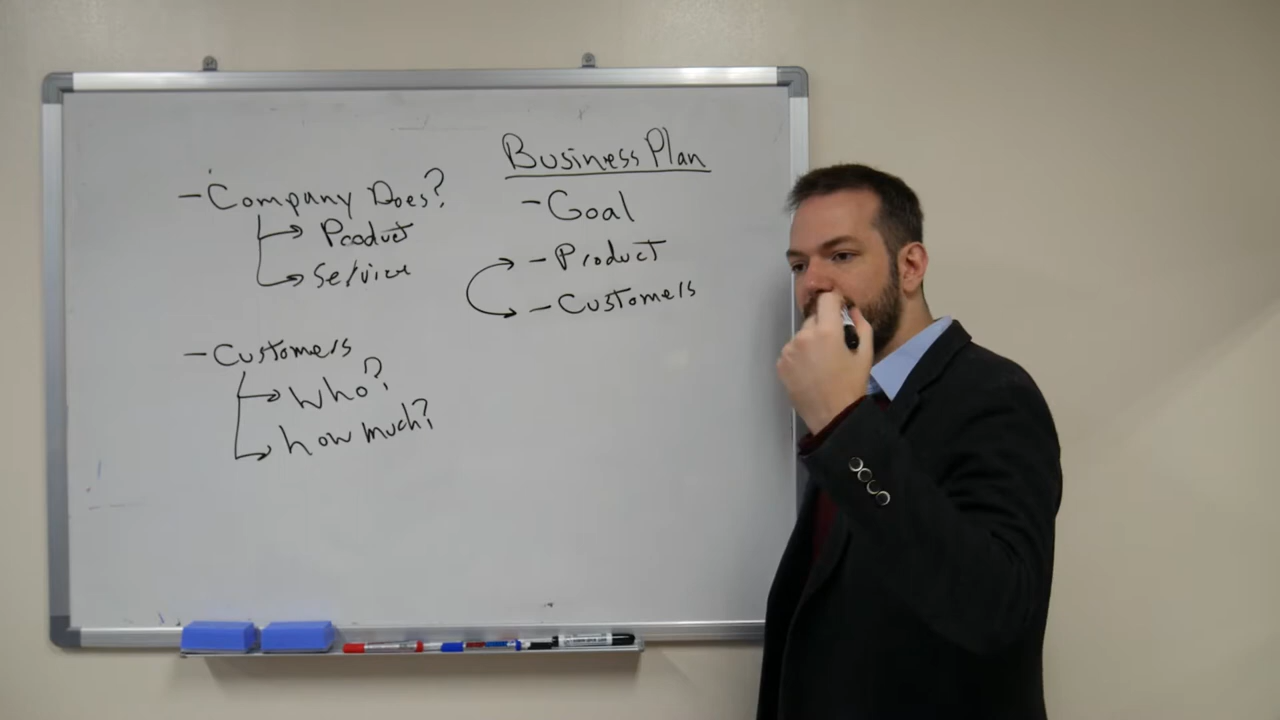 Business Plan
- Goal
- Product
- Customers
- Company Does?
Product
Service
- Customers
Who?
how much?